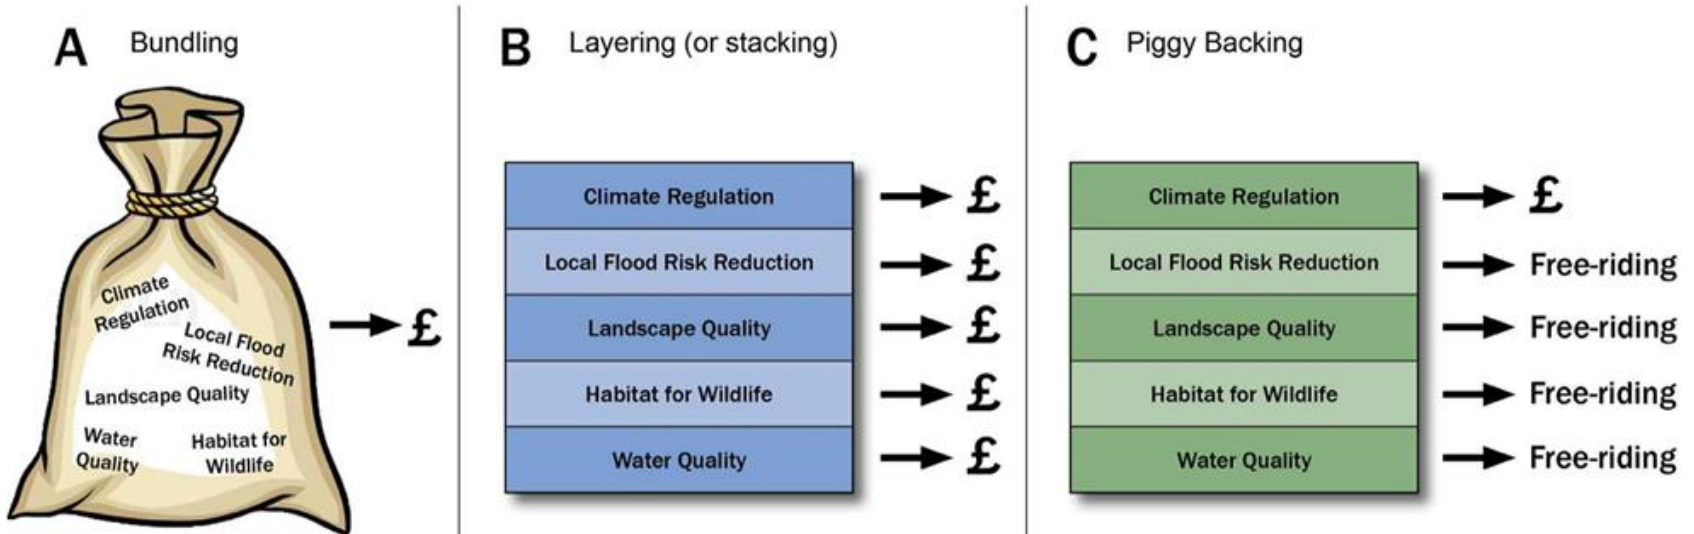 A Bundling
Climate
Regulation
Local Flood
Risk Reduction
Landscape Quality
Water
Quality
Habitat for
Wildlife
£
B Layering (or stacking)
Climate Regulation £
Local Flood Risk Reduction £
Landscape Quality £
Habitat for Wildlife £
Water Quality £
C Piggy Backing
Climate Regulation £
Local Flood Risk Reduction Free-riding
Landscape Quality Free-riding
Habitat for Wildlife Free-riding
Water Quality Free-riding